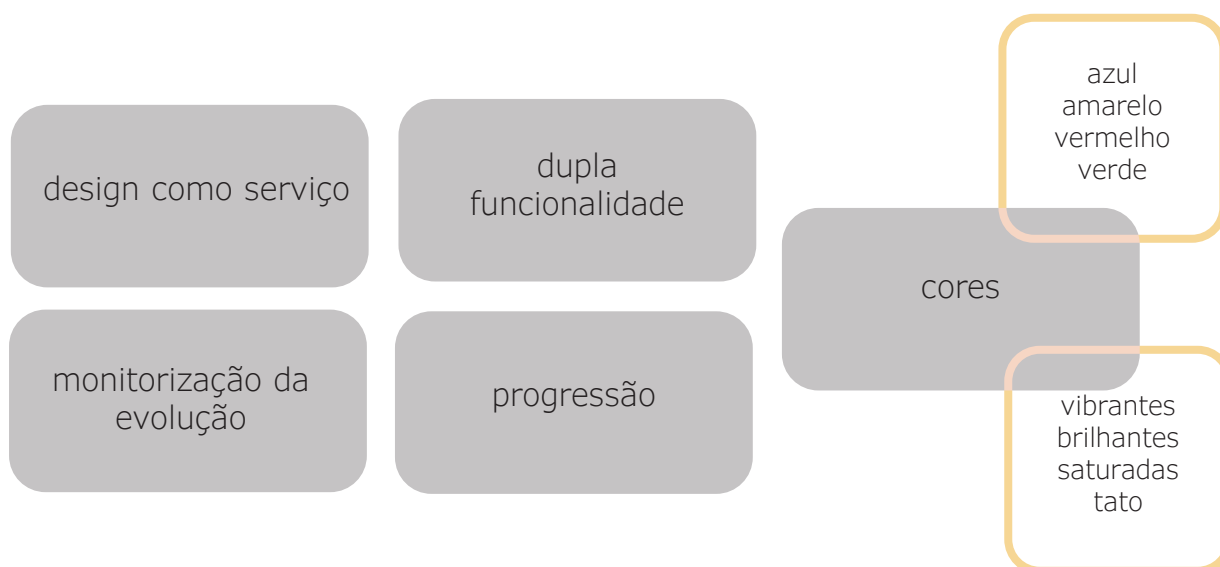 design como serviço
dupla
funcionalidade
monitorização da
evolução
progressão
cores
azul
amarelo
vermelho
verde
vibrantes
brilhantes
saturadas
tato